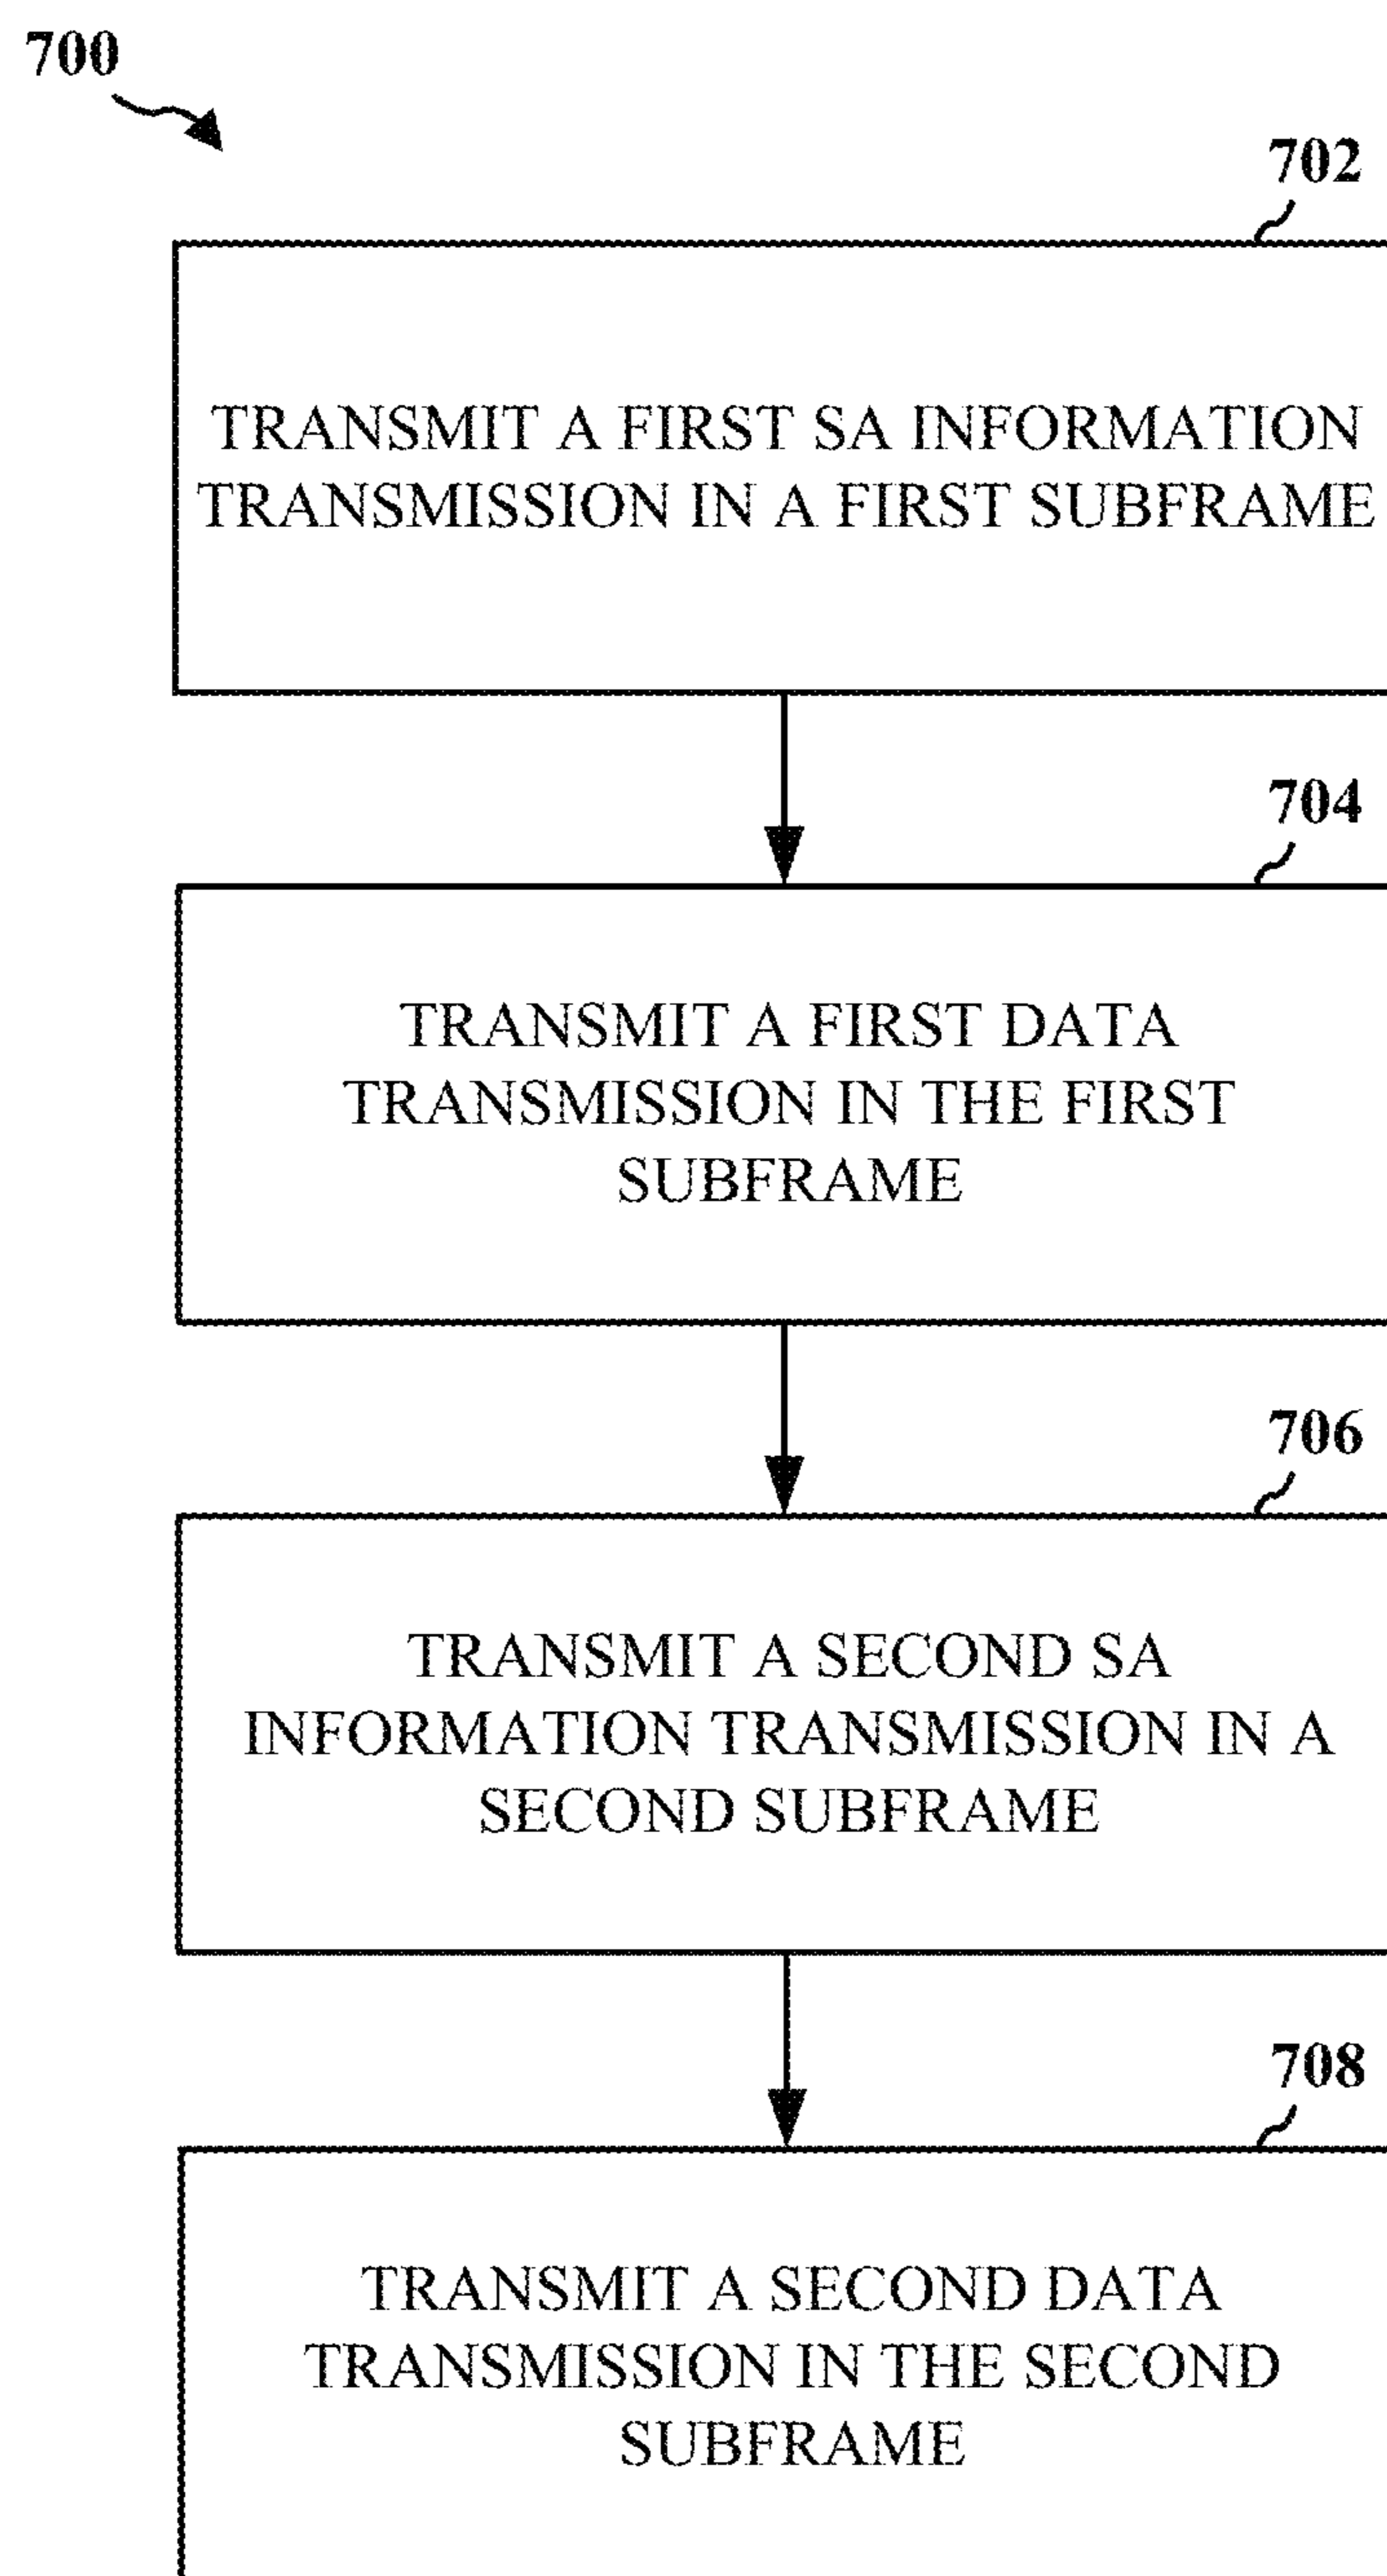 700
702
TRANSMIT A FIRST SA INFORMATION
TRANSMISSION IN A FIRST SUBFRAME
704
TRANSMIT A FIRST DATA
TRANSMISSION IN THE FIRST
SUBFRAME
706
TRANSMIT A SECOND SA
INFORMATION TRANSMISSION IN A
SECOND SUBFRAME
708
TRANSMIT A SECOND DATA
TRANSMISSION IN THE SECOND
SUBFRAME